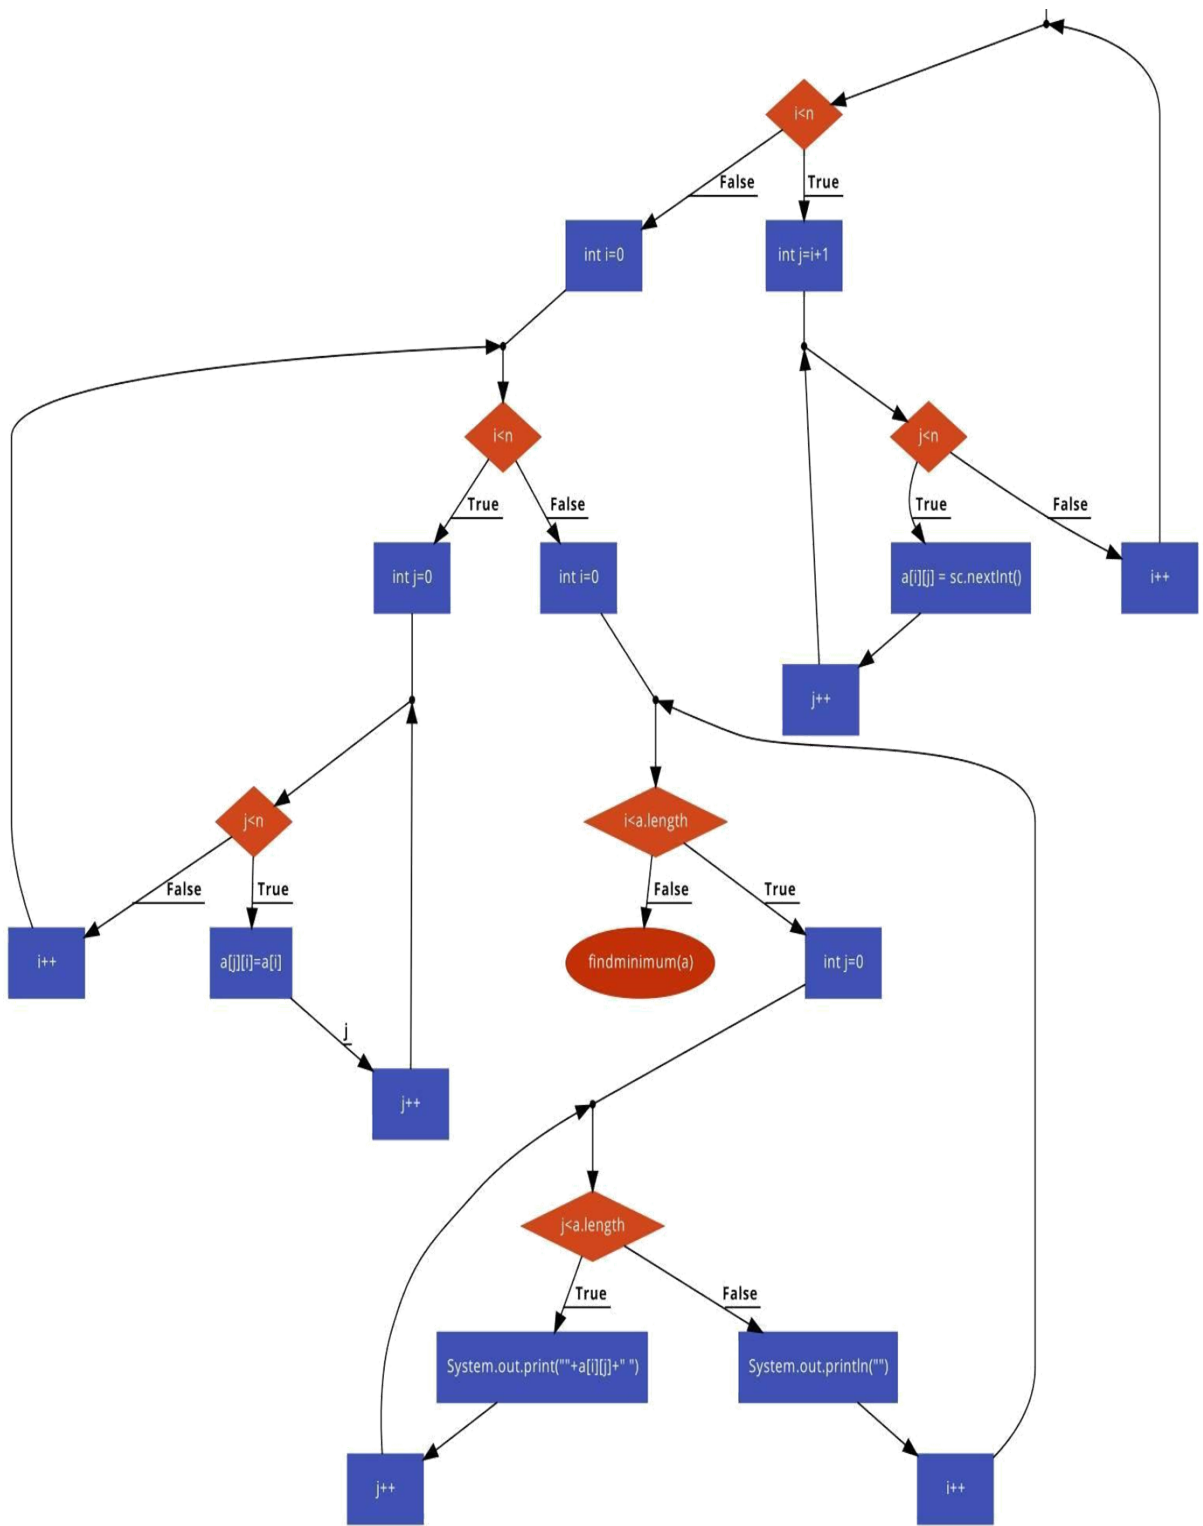 i<n
False
True
int i=0
int j=i+1
i<n
j<n
True
False
True
False
int j=0
int i=0
a[i][j] = sc.nextInt()
i++
j++
j<n
i<a.length
False
True
False
True
i++
a[j][i]=a[i]
findminimum(a)
int j=0
j
j++
j<a.length
True
False
System.out.print(""+a[i][j]+" ")
System.out.println("")
j++
i++